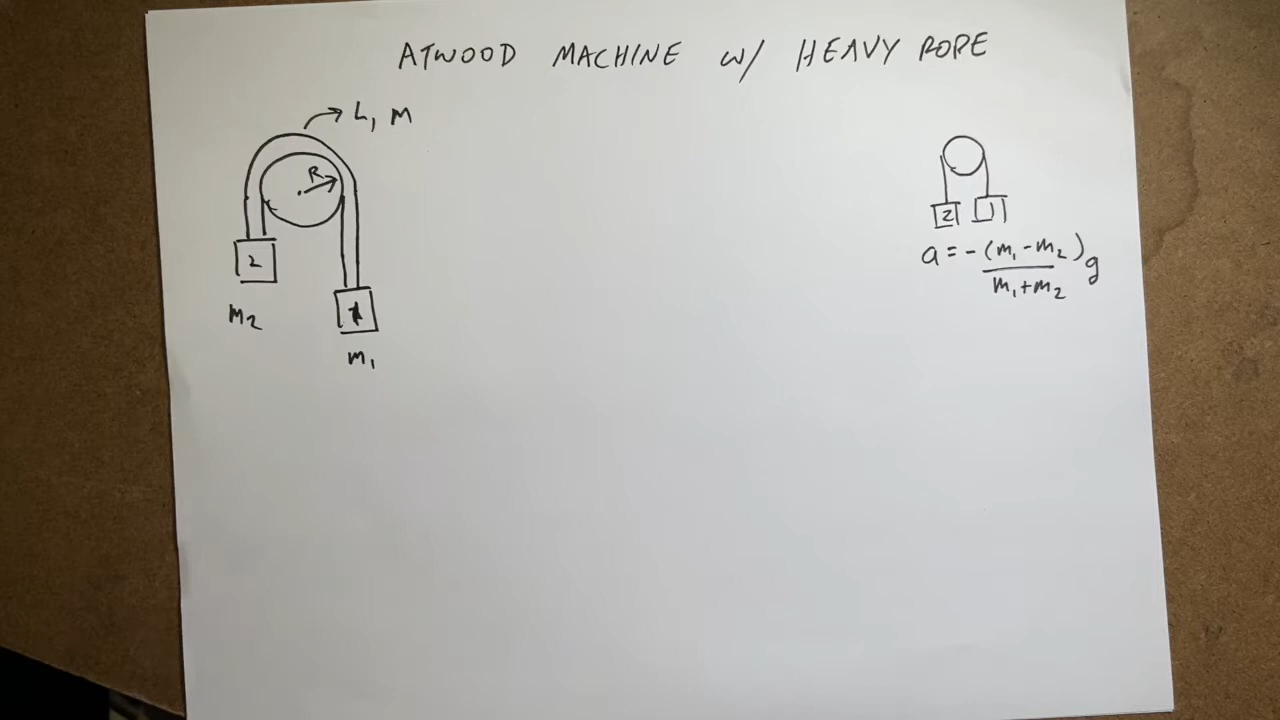 ATWOOD MACHINE w/ HEAVY ROPE
L, M
R
2
m₂
1
m₁
2 1
a = - (m₁ - m₂) g
m₁ + m₂